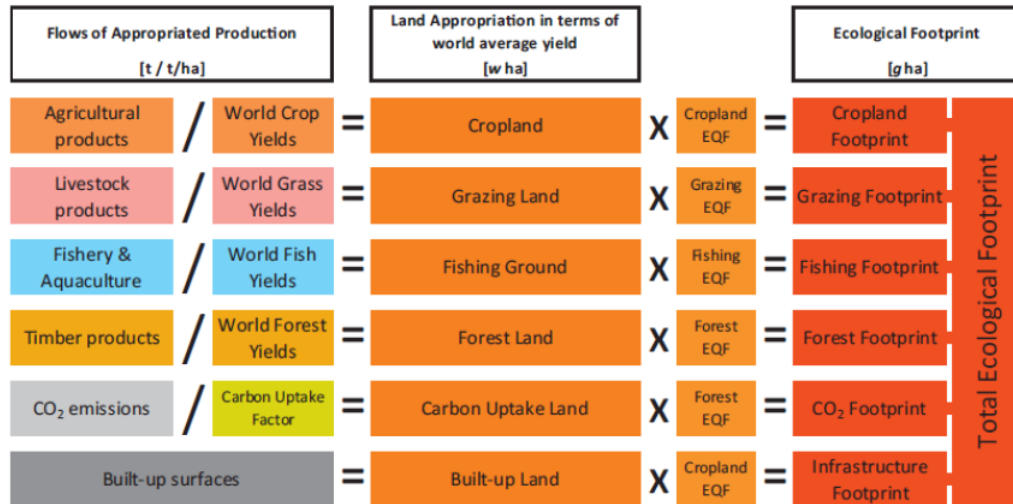 Flows of Appropriated Production
[t / t/ha]
Land Appropriation in terms of
world average yield
[w ha]
Ecological Footprint
[g ha]
Agricultural
products
/
World Crop
Yields
=
Cropland
X
Cropland
EQF
=
Cropland
Footprint
Livestock
products
/
World Grass
Yields
=
Grazing Land
X
Grazing
EQF
=
Grazing Footprint
Fishery &
Aquaculture
/
World Fish
Yields
=
Fishing Ground
X
Fishing
EQF
=
Fishing Footprint
Timber products
/
World Forest
Yields
=
Forest Land
X
Forest
EQF
=
Forest Footprint
CO₂ emissions
/
Carbon Uptake
Factor
=
Carbon Uptake Land
X
Forest
EQF
=
CO₂ Footprint
Built-up surfaces
=
Built-up Land
X
Cropland
EQF
=
Infrastructure
Footprint
Total Ecological Footprint